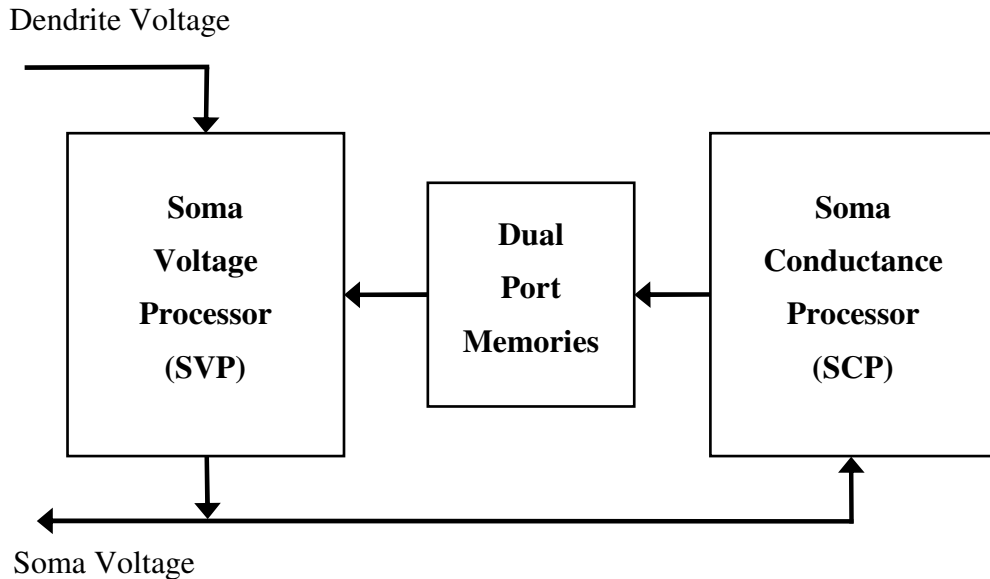 Dendrite Voltage
Soma
Voltage
Processor
(SVP)
Dual
Port
Memories
Soma
Conductance
Processor
(SCP)
Soma Voltage